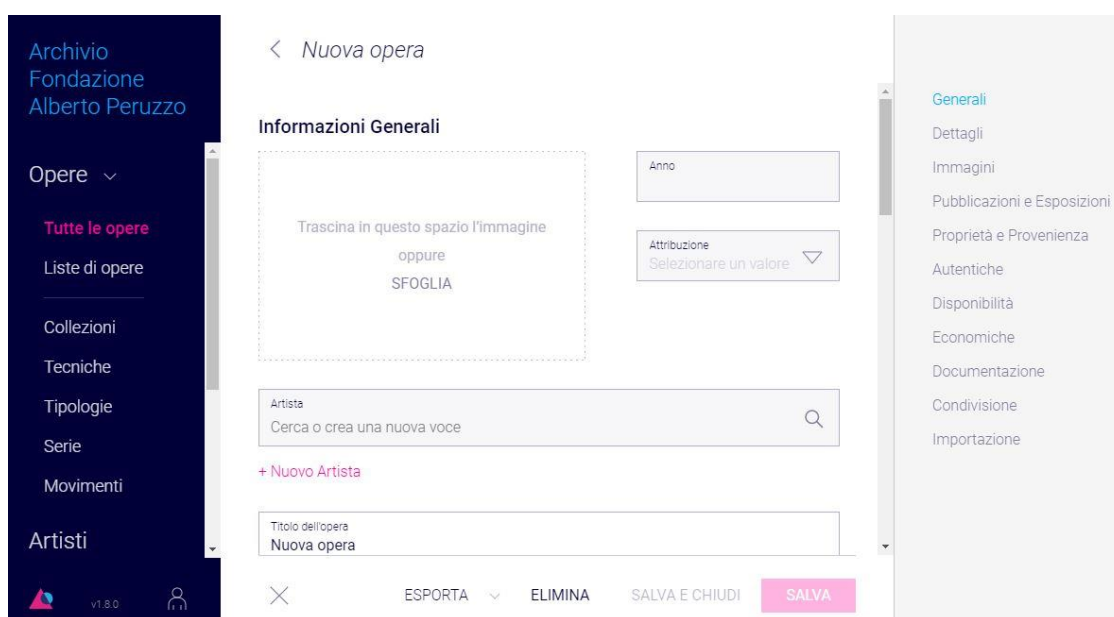 Archivio
Fondazione
Alberto Peruzzo
Opere
Tutte le opere
Liste di opere
Collezioni
Tecniche
Tipologie
Serie
Movimenti
Artisti
v1.8.0
Nuova opera
Informazioni Generali
Trascina in questo spazio l'immagine
oppure
SFOGLIA
Anno
Attribuzione
Selezionare un valore
Artista
Cerca o crea una nuova voce
+ Nuovo Artista
Titolo dell'opera
Nuova opera
ESPORTA
ELIMINA
SALVA E CHIUDI
SALVA
Generali
Dettagli
Immagini
Pubblicazioni e Esposizioni
Proprietà e Provenienza
Autentiche
Disponibilità
Economiche
Documentazione
Condivisione
Importazione